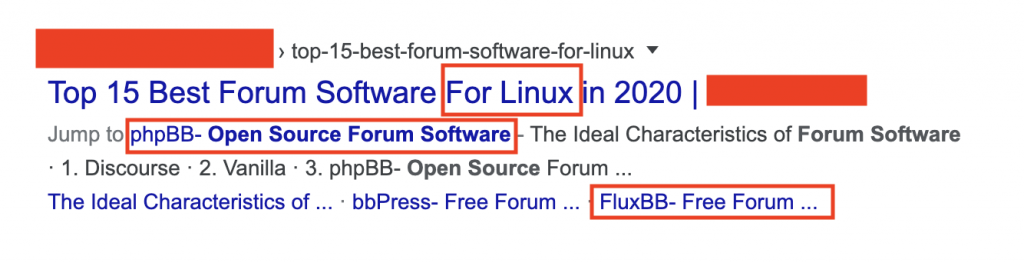 › top-15-best-forum-software-for-linux ▼
Top 15 Best Forum Software For Linux in 2020 |
Jump to phpBB- Open Source Forum Software - The Ideal Characteristics of Forum Software
· 1. Discourse · 2. Vanilla · 3. phpBB- Open Source Forum ...
The Ideal Characteristics of ... · bbPress- Free Forum ... · FluxBB- Free Forum ...